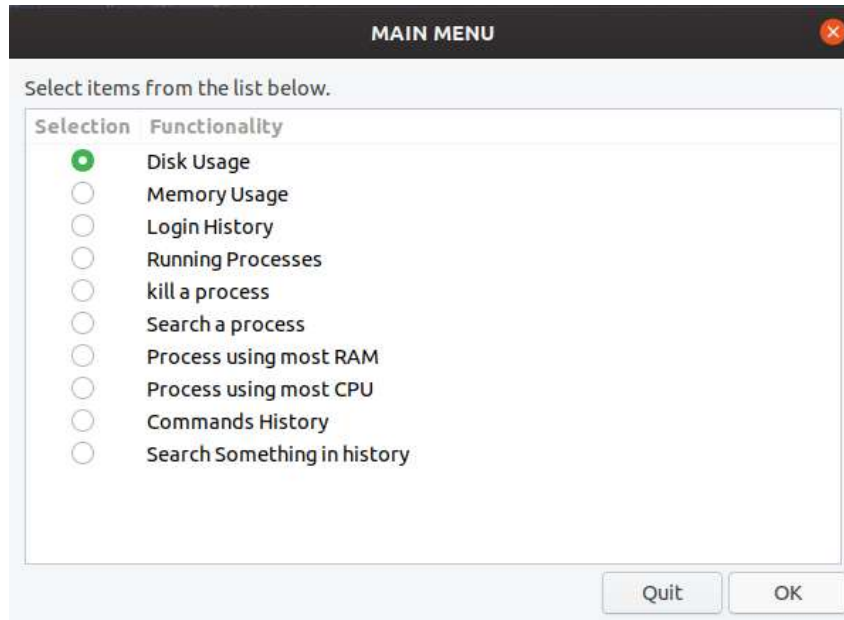 MAIN MENU
Select items from the list below.
Selection Functionality
Disk Usage
Memory Usage
Login History
Running Processes
kill a process
Search a process
Process using most RAM
Process using most CPU
Commands History
Search Something in history
Quit OK